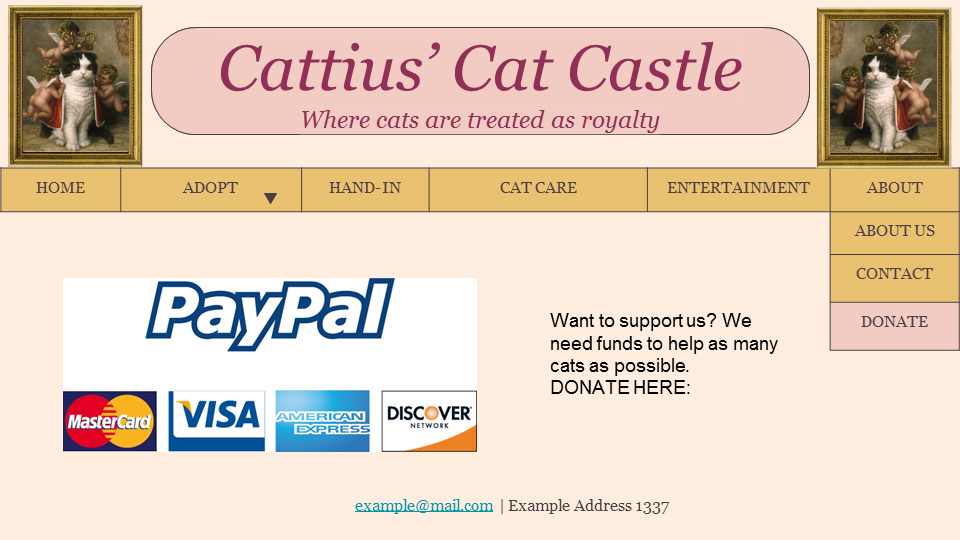 Cattius’ Cat Castle
Where cats are treated as royalty
HOME
ADOPT
HAND-IN
CAT CARE
ENTERTAINMENT
ABOUT
ABOUT US
CONTACT
DONATE
PayPal
MasterCard
VISA
AMERICAN
EXPRESS
DISCOVER
NETWORK
Want to support us? We
need funds to help as many
cats as possible.
DONATE HERE:
example@mail.com | Example Address 1337